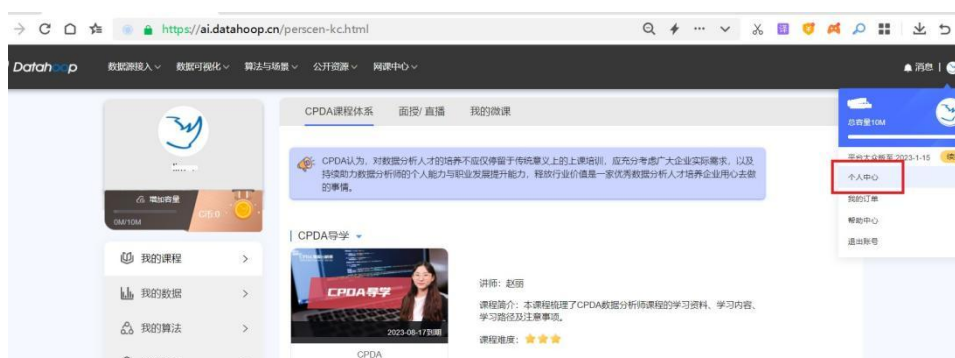 https://ai.datahoop.cn/perscen-kc.html
Datahoop
数据源接入
数据可视化
算法与场景
公开资源
网课中心
消息
总容量10M
平台大众版至 2023-1-15
个人中心
我的订单
帮助中心
退出账号
增加容量
0M/10M
我的课程
我的数据
我的算法
CPDA课程体系
面授/ 直播
我的微课
CPDA认为，对数据分析人才的培养不应仅停留于传统意义上的上课培训，应充分考虑广大企业实际需求，以及
持续助力数据分析师的个人能力与职业发展提升能力，释放行业价值是一家优秀数据分析人才培养企业用心去做
的事情。
CPDA导学
CPDA导学
2023-08-17到期
CPDA
讲师：赵丽
课程简介：本课程梳理了CPDA数据分析师课程的学习资料、学习内容、
学习路径及注意事项。
课程难度：